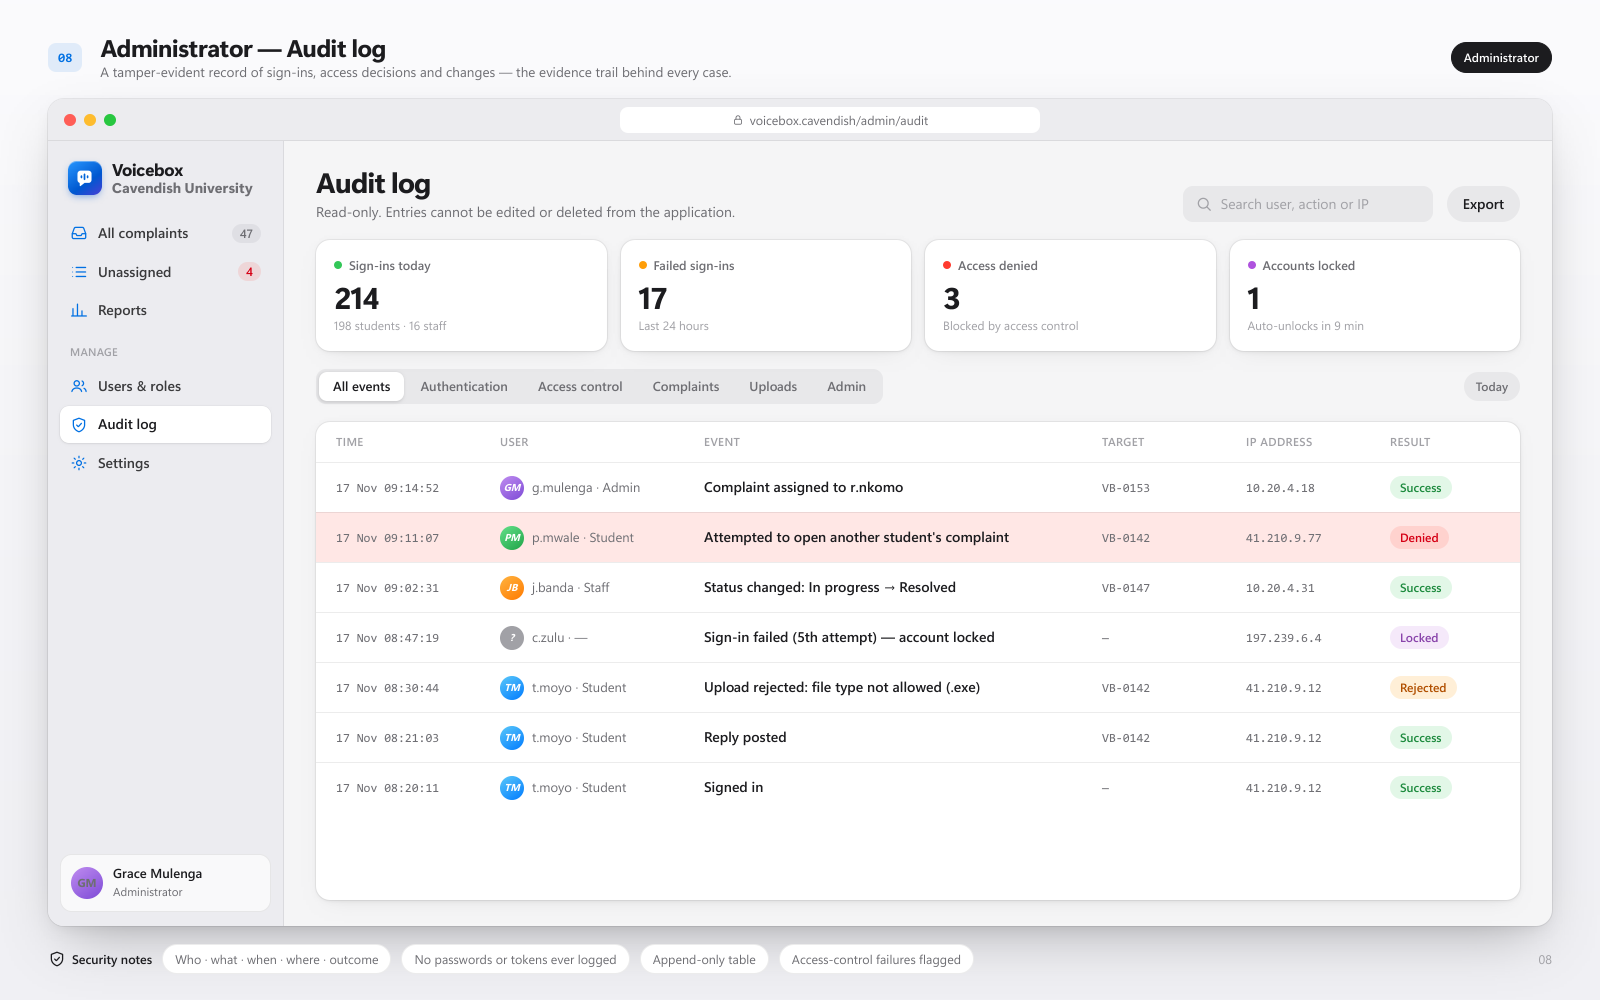 08
Administrator — Audit log
A tamper-evident record of sign-ins, access decisions and changes — the evidence trail behind every case.
Administrator
voicebox.cavendish/admin/audit
Voicebox
Cavendish University
All complaints 47
Unassigned 4
Reports
MANAGE
Users & roles
Audit log
Settings
Grace Mulenga
GM
Administrator
Audit log
Read-only. Entries cannot be edited or deleted from the application.
Search user, action or IP
Export
Sign-ins today
214
198 students · 16 staff
Failed sign-ins
17
Last 24 hours
Access denied
3
Blocked by access control
Accounts locked
1
Auto-unlocks in 9 min
All events Authentication Access control Complaints Uploads Admin
Today
TIME USER EVENT TARGET IP ADDRESS RESULT
17 Nov 09:14:52 GM g.mulenga · Admin Complaint assigned to r.nkomo VB-0153 10.20.4.18 Success
17 Nov 09:11:07 PM p.mwale · Student Attempted to open another student's complaint VB-0142 41.210.9.77 Denied
17 Nov 09:02:31 JB j.banda · Staff Status changed: In progress → Resolved VB-0147 10.20.4.31 Success
17 Nov 08:47:19 ? c.zulu · — Sign-in failed (5th attempt) — account locked — 197.239.6.4 Locked
17 Nov 08:30:44 TM t.moyo · Student Upload rejected: file type not allowed (.exe) VB-0142 41.210.9.12 Rejected
17 Nov 08:21:03 TM t.moyo · Student Reply posted VB-0142 41.210.9.12 Success
17 Nov 08:20:11 TM t.moyo · Student Signed in — 41.210.9.12 Success
Security notes
Who · what · when · where · outcome
No passwords or tokens ever logged
Append-only table
Access-control failures flagged
08